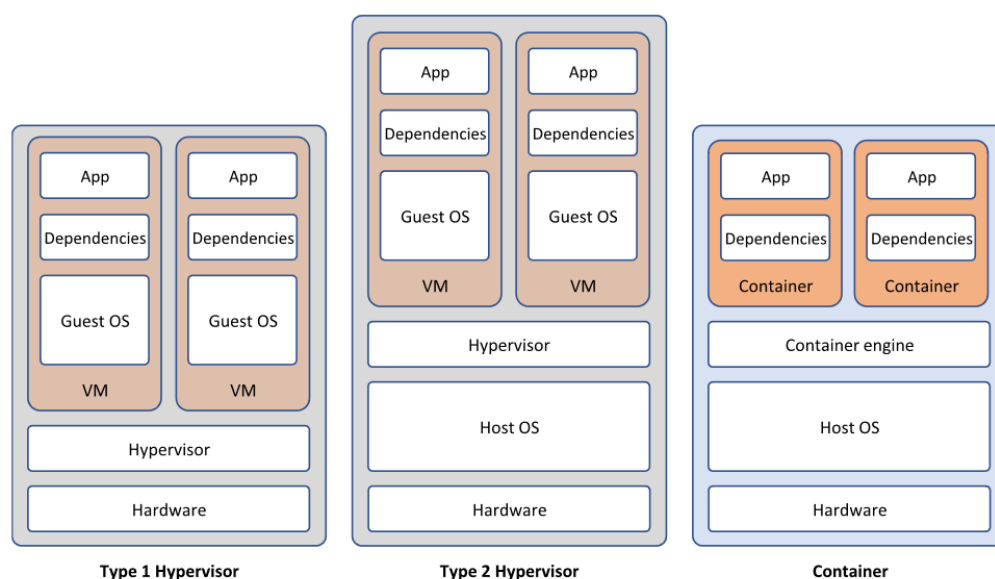 App
App
Dependencies
Dependencies
Guest OS
Guest OS
VM
VM
Hypervisor
Hardware
Type 1 Hypervisor
App
App
Dependencies
Dependencies
Guest OS
Guest OS
VM
VM
Hypervisor
Host OS
Hardware
Type 2 Hypervisor
App
App
Dependencies
Dependencies
Container
Container
Container engine
Host OS
Hardware
Container